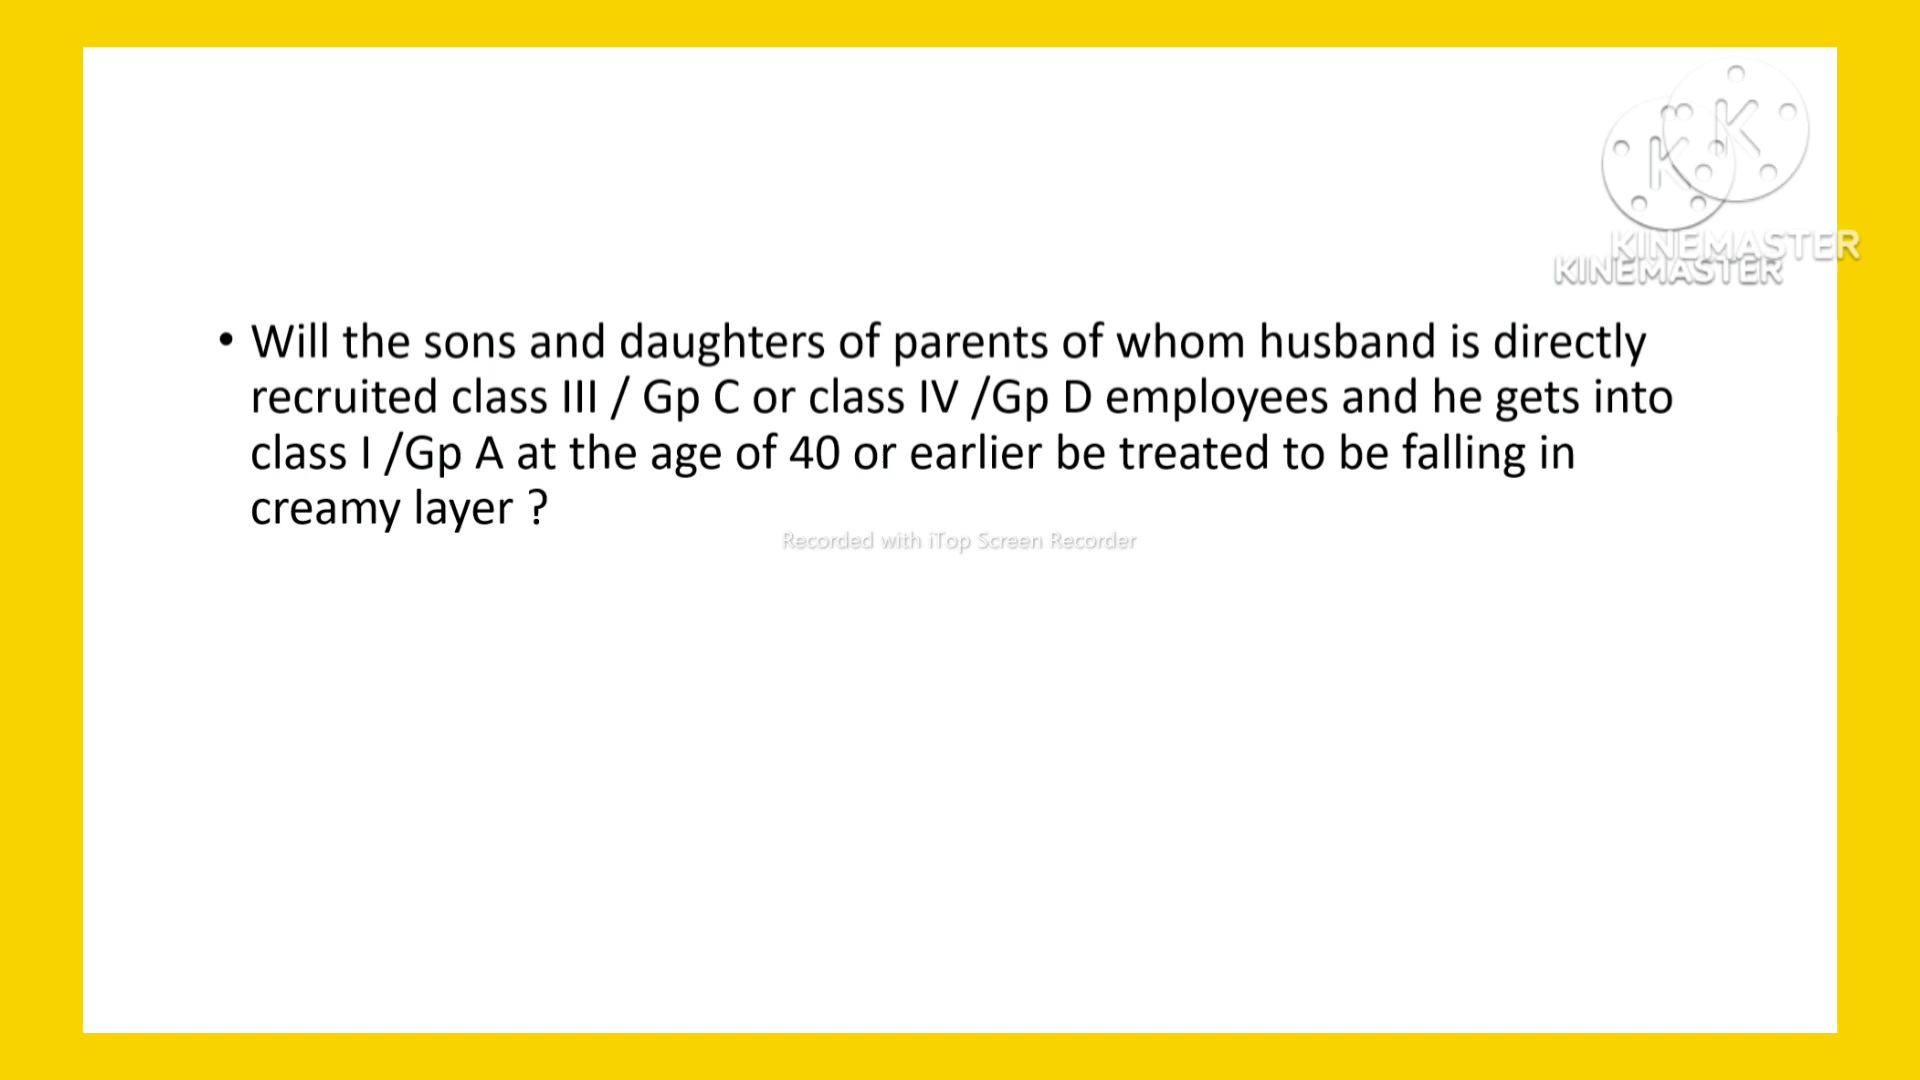 KINEMASTER
KINEMASTER
• Will the sons and daughters of parents of whom husband is directly
recruited class III / Gp C or class IV /Gp D employees and he gets into
class I /Gp A at the age of 40 or earlier be treated to be falling in
creamy layer ?
Recorded with iTop Screen Recorder